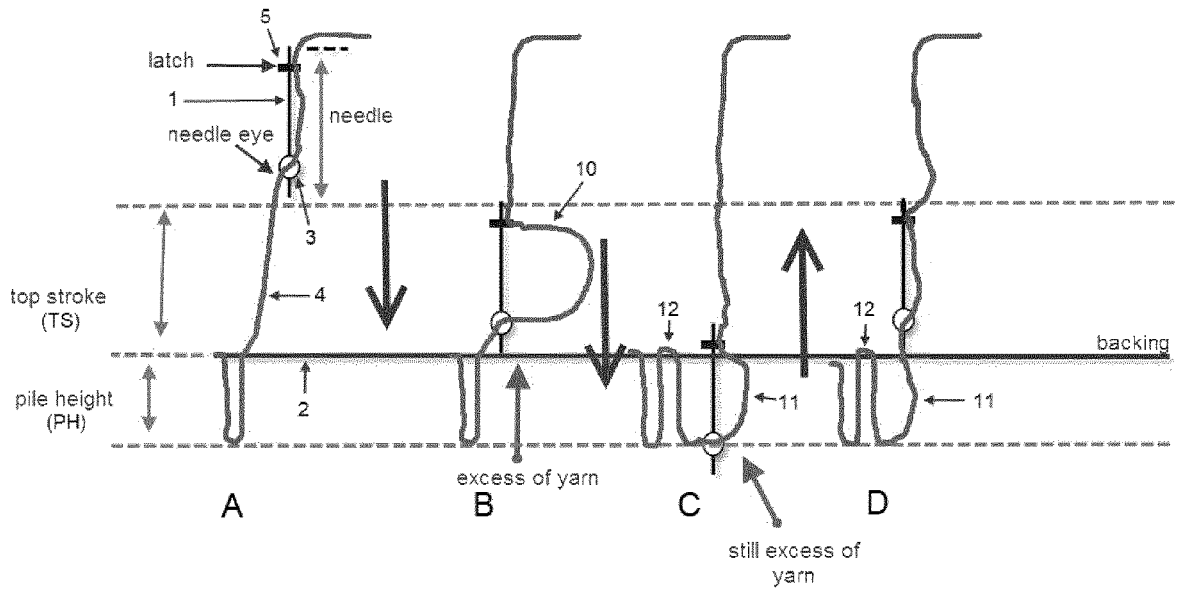 5
latch
1
needle
needle eye
10
3
top stroke
(TS)
4
12
12
backing
pile height
(PH)
2
11
11
excess of yarn
A
B
C
D
still excess of
yarn